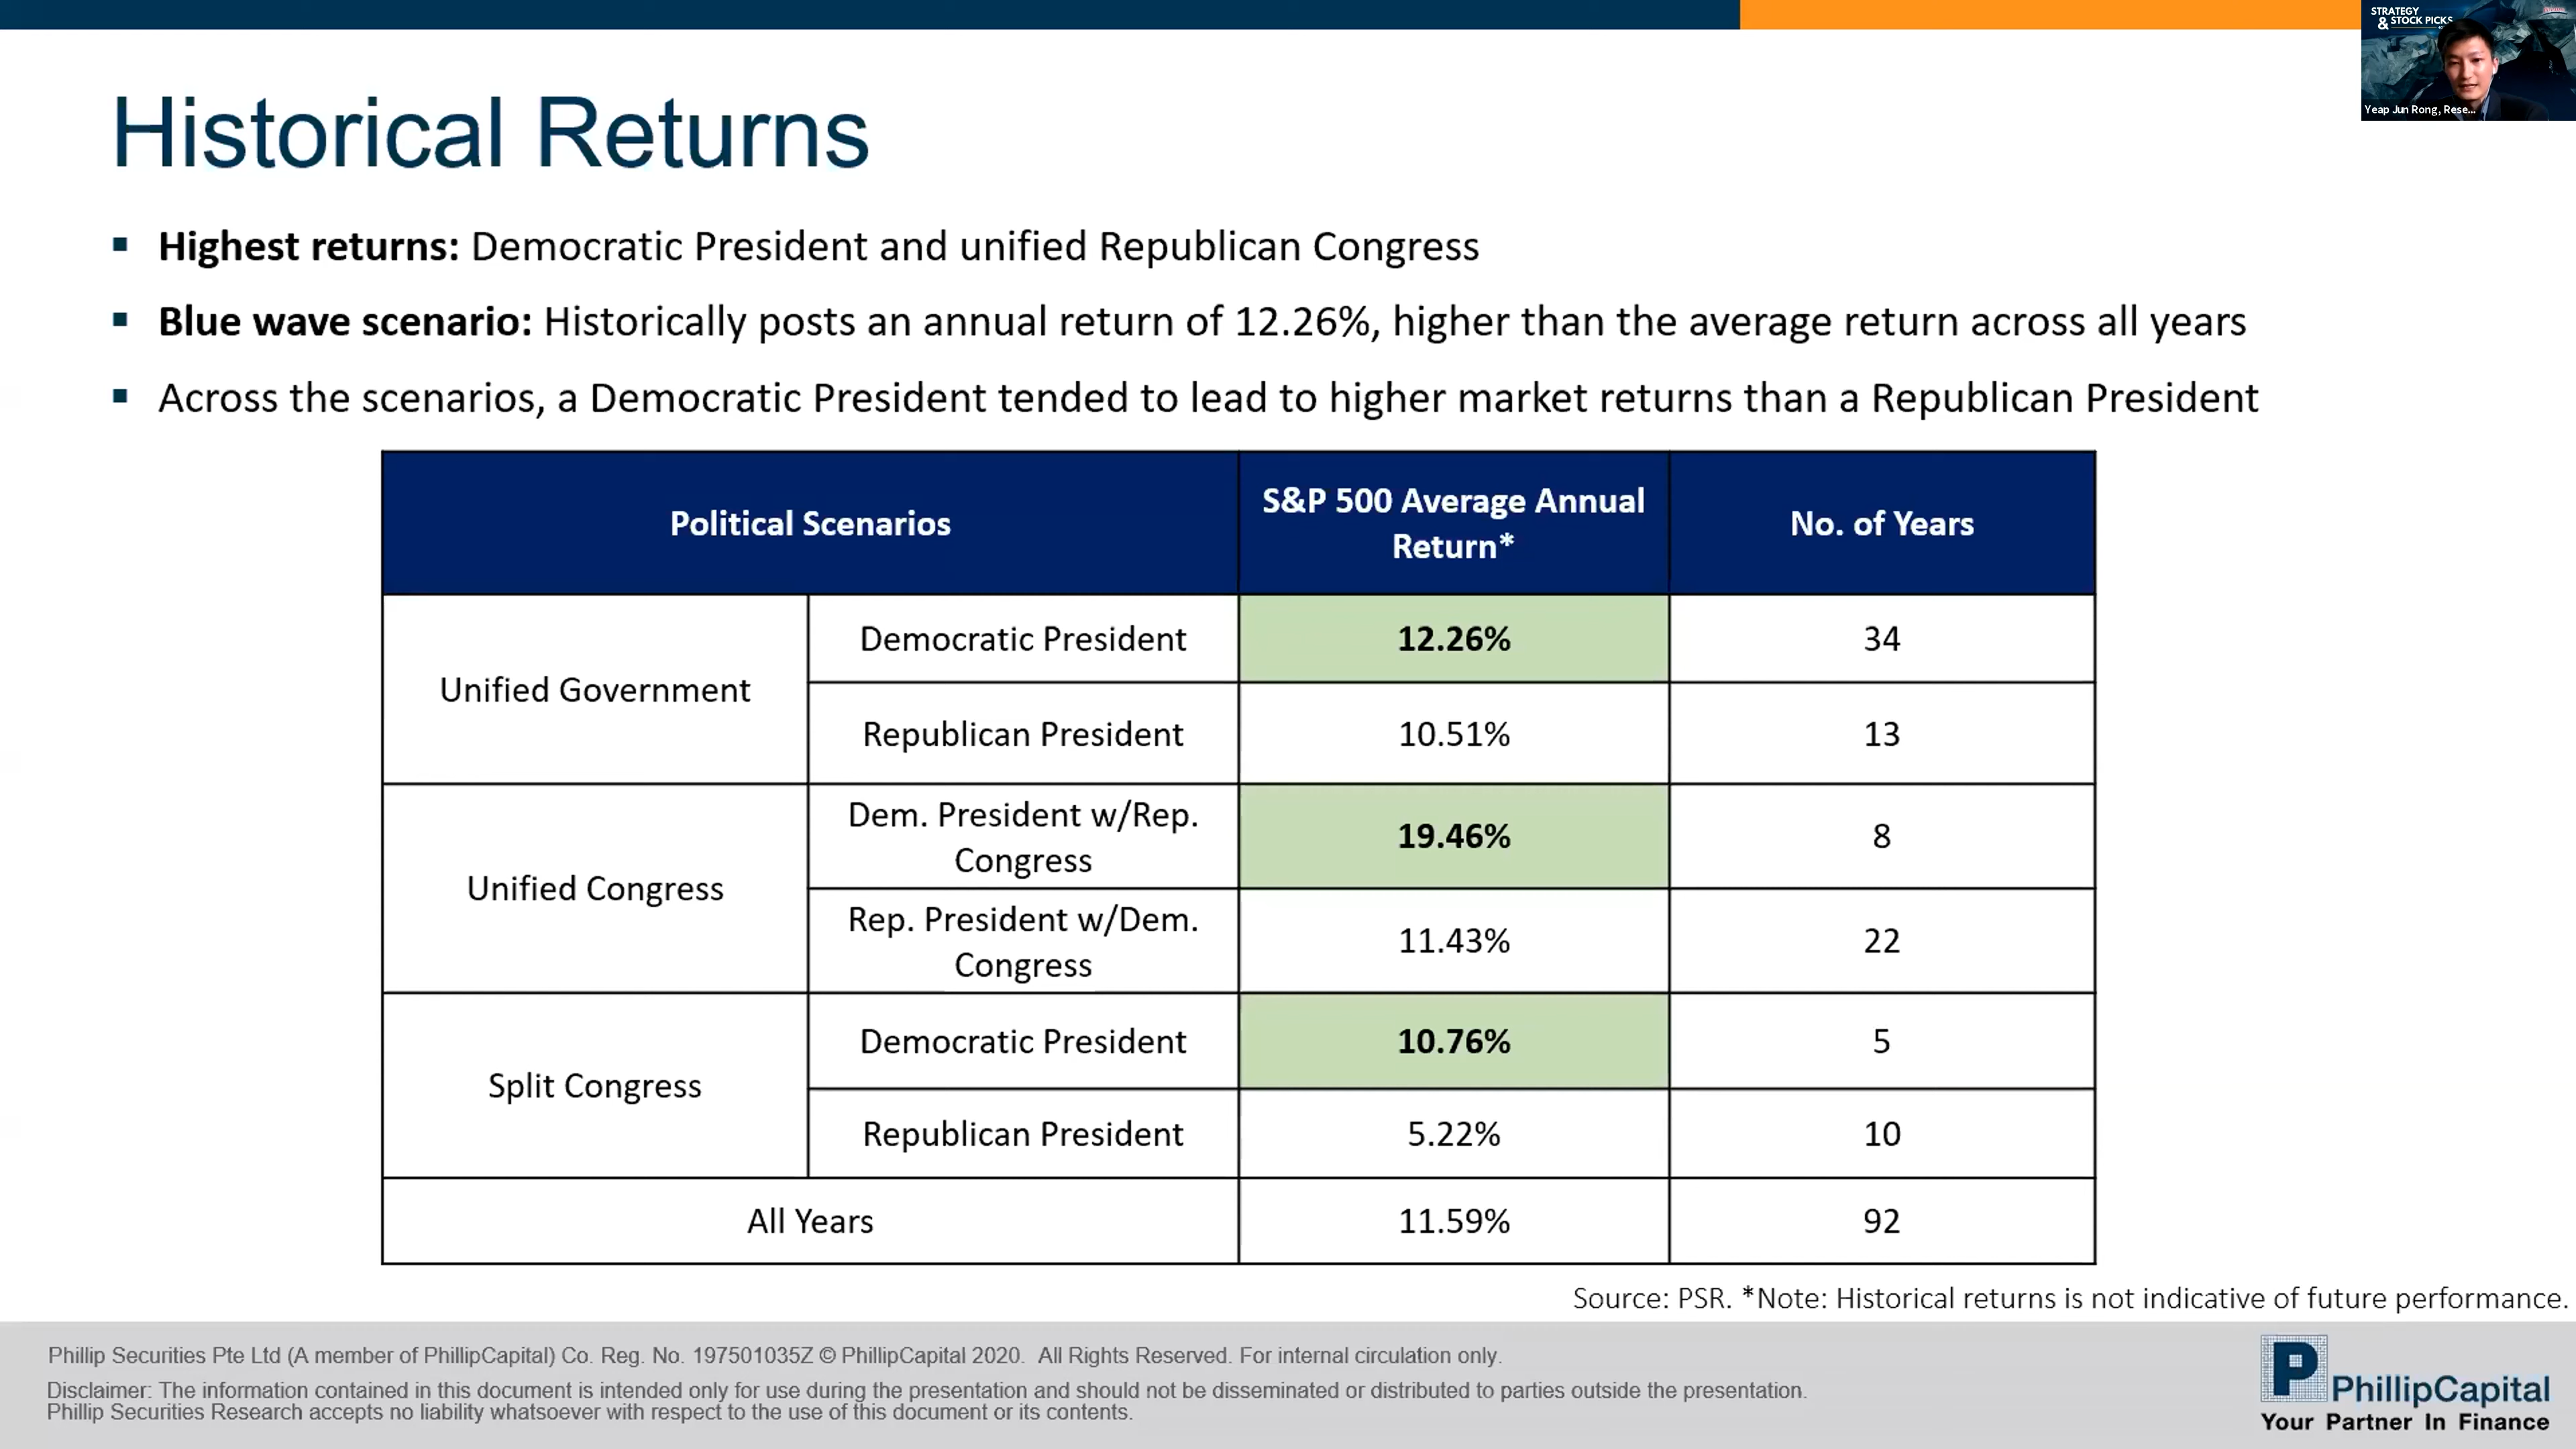 STRATEGY
& STOCK PICKS
Yeap Jun Rong, Rese...
Historical Returns
▪ Highest returns: Democratic President and unified Republican Congress
▪ Blue wave scenario: Historically posts an annual return of 12.26%, higher than the average return across all years
▪ Across the scenarios, a Democratic President tended to lead to higher market returns than a Republican President
Political Scenarios
S&P 500 Average Annual
Return*
No. of Years
Unified Government
Democratic President
12.26%
34
Republican President
10.51%
13
Unified Congress
Dem. President w/Rep.
Congress
19.46%
8
Rep. President w/Dem.
Congress
11.43%
22
Split Congress
Democratic President
10.76%
5
Republican President
5.22%
10
All Years
11.59%
92
Source: PSR. *Note: Historical returns is not indicative of future performance.
Phillip Securities Pte Ltd (A member of PhillipCapital) Co. Reg. No. 197501035Z © PhillipCapital 2020. All Rights Reserved. For internal circulation only.
Disclaimer: The information contained in this document is intended only for use during the presentation and should not be disseminated or distributed to parties outside the presentation.
Phillip Securities Research accepts no liability whatsoever with respect to the use of this document or its contents.
P PhillipCapital
Your Partner In Finance